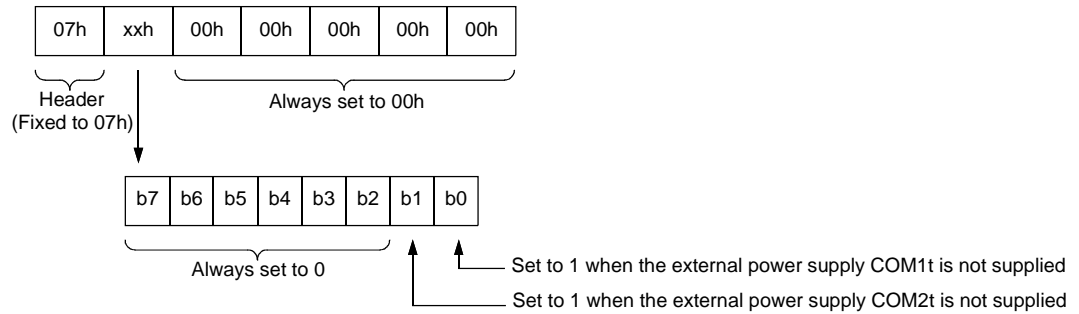 07h xxh 00h 00h 00h 00h 00h
Header
(Fixed to 07h)
Always set to 00h
b7 b6 b5 b4 b3 b2 b1 b0
Always set to 0
Set to 1 when the external power supply COM1t is not supplied
Set to 1 when the external power supply COM2t is not supplied